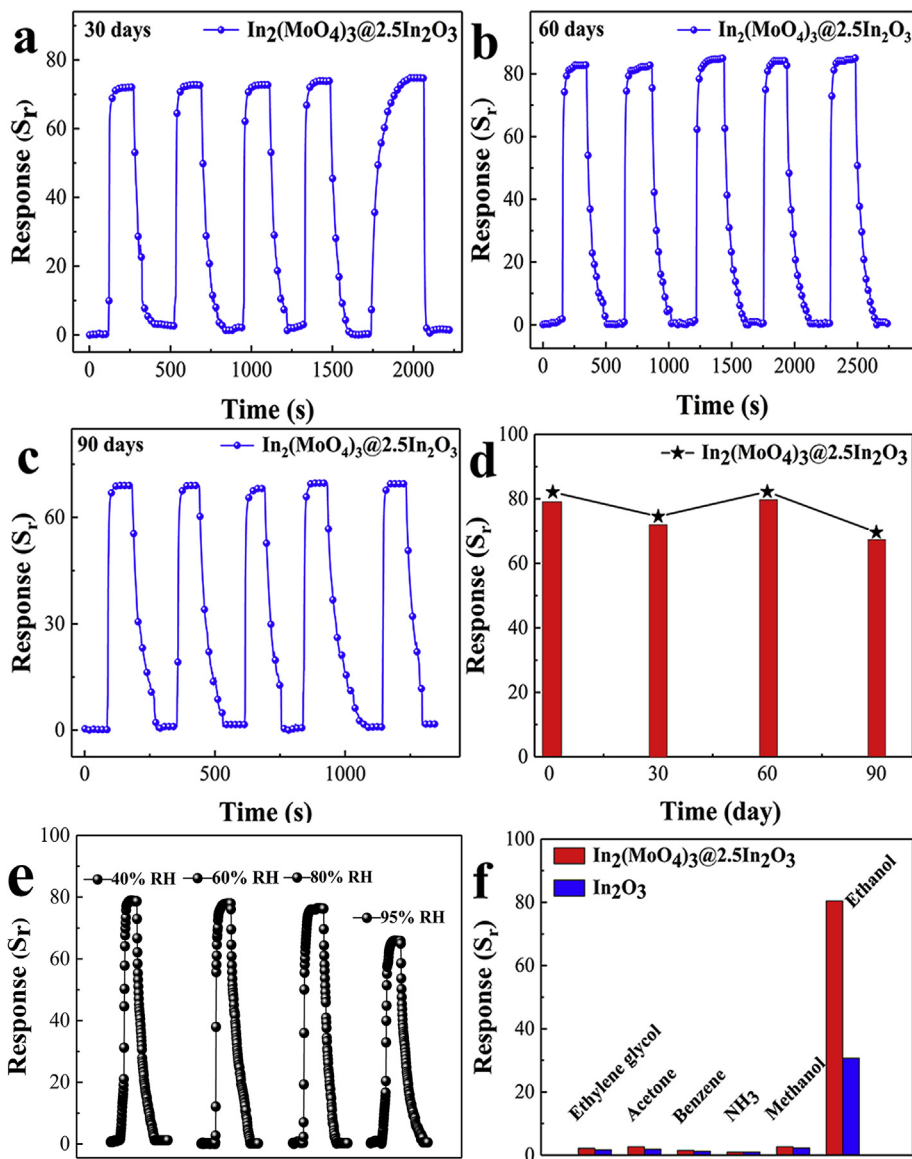 a
30 days
In₂(MoO₄)₃@2.5In₂O₃
80
60
40
20
0
Response (Sᵣ)
0 500 1000 1500 2000
Time (s)
b
60 days
In₂(MoO₄)₃@2.5In₂O₃
80
60
40
20
0
Response (Sᵣ)
0 500 1000 1500 2000 2500
Time (s)
c
90 days
In₂(MoO₄)₃@2.5In₂O₃
60
30
0
Response (Sᵣ)
0 500 1000
Time (s)
d
In₂(MoO₄)₃@2.5In₂O₃
100
80
60
40
20
0
Response (Sᵣ)
0 30 60 90
Time (day)
e
40% RH 60% RH 80% RH
95% RH
100
80
60
40
20
0
Response (Sr)
f
In₂(MoO₄)₃@2.5In₂O₃
In₂O₃
100
80
60
40
20
0
Response (Sᵣ)
Ethylene glycol
Acetone
Benzene
NH3
Methanol
Ethanol